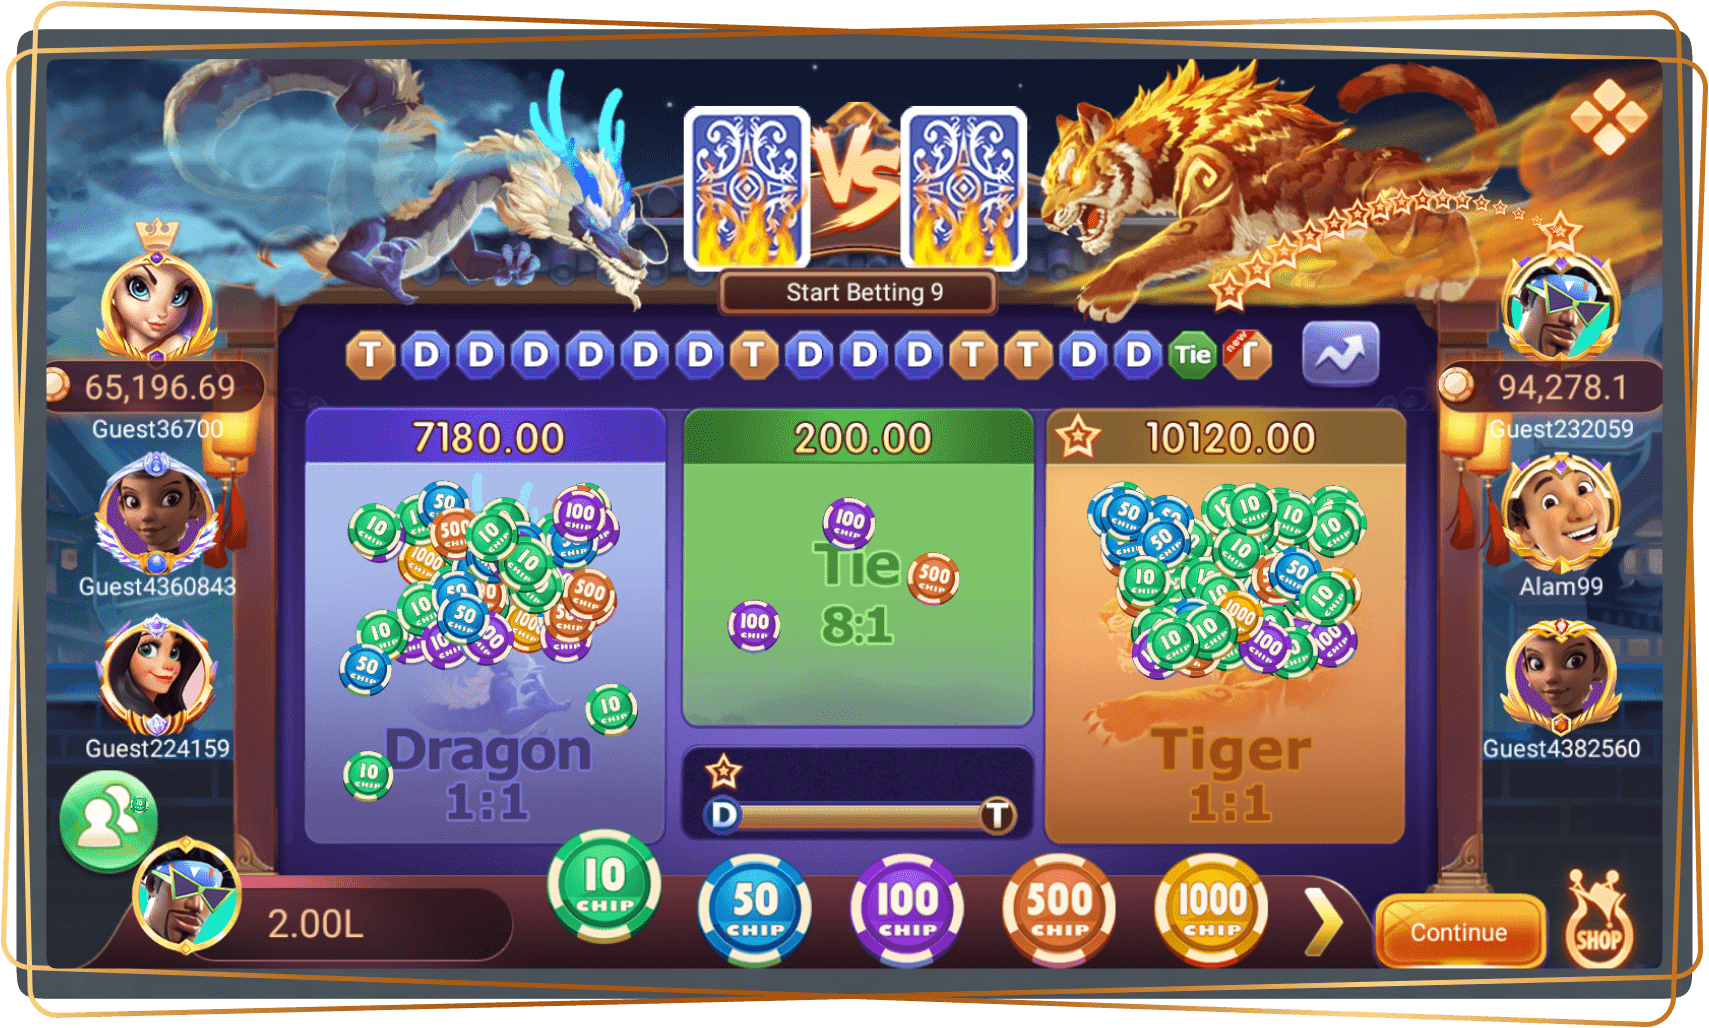 VS
Start Betting 9
T D D D D D D T D D D T T D D Tie new T
65,196.69
Guest36700
94,278.1
Guest232059
7180.00
200.00
10120.00
Guest4360843
Alam99
Tie
8:1
Guest224159
Guest4382560
Dragon
1:1
Tiger
1:1
D T
2.00L
10 CHIP
50 CHIP
100 CHIP
500 CHIP
1000 CHIP
Continue
SHOP